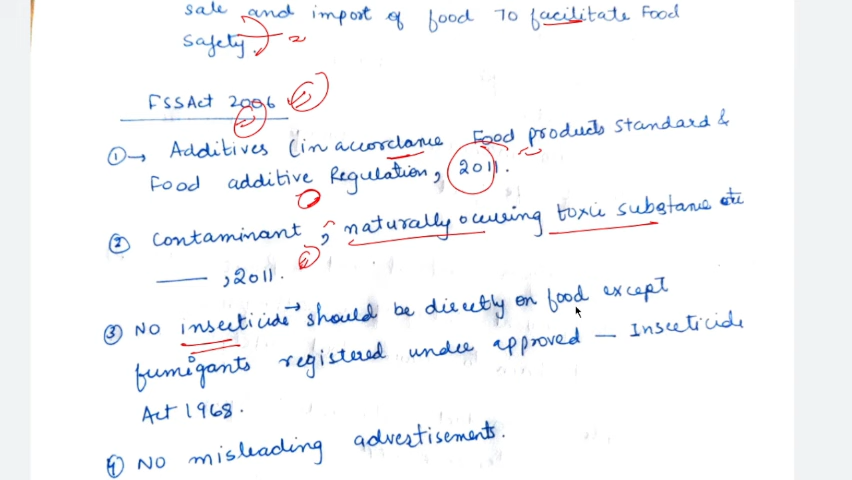 sale and import of food To facilitate Food
Safety.
FSSAct 2006
① → Additives (in accordance Food products standard &
Food additive Regulation, 2011.
② Contaminant, naturally occuring toxic substance etc
—— , 2011.
③ NO insecticide → should be directly on food except
fumigants registered under approved — Insecticide
Act 1968.
④ NO misleading advertisements.